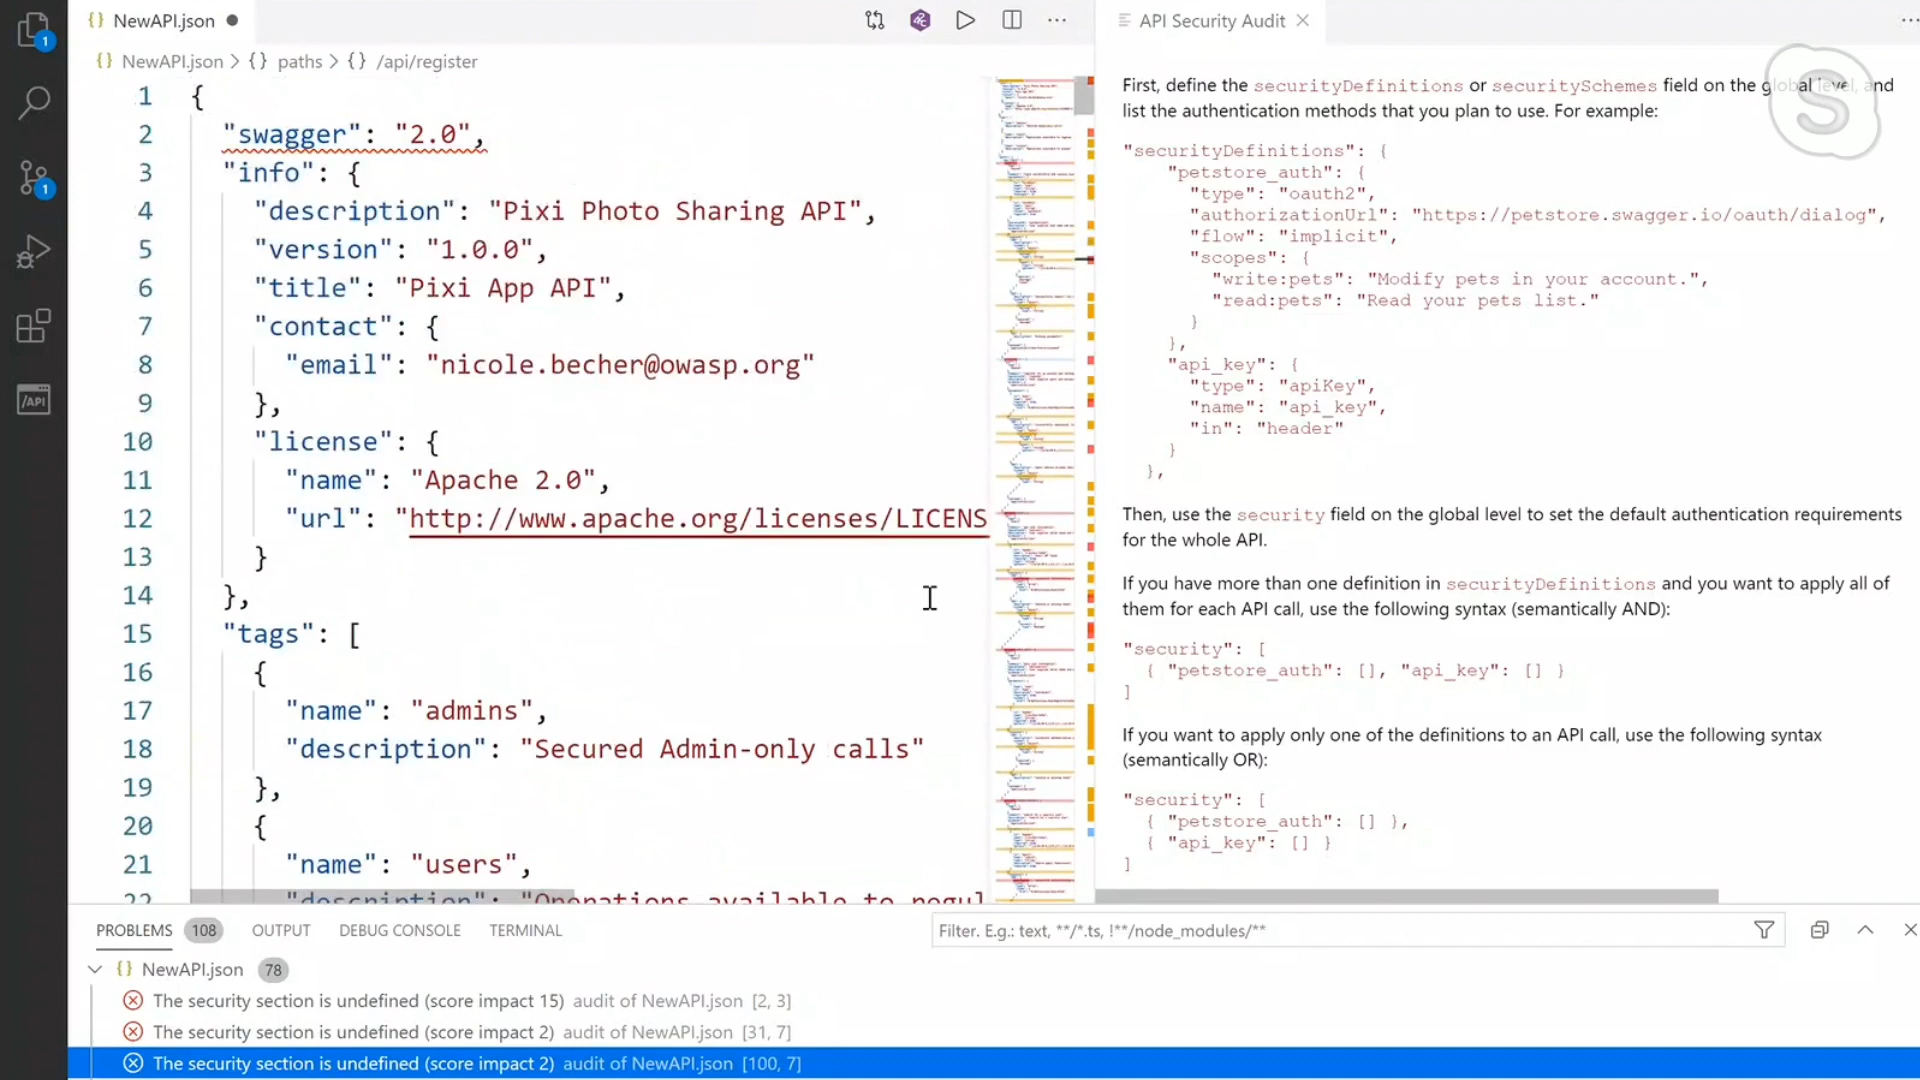 NewAPI.json
API Security Audit
NewAPI.json > {} paths > {} /api/register
1 {
2 "swagger": "2.0",
3 "info": {
4 "description": "Pixi Photo Sharing API",
5 "version": "1.0.0",
6 "title": "Pixi App API",
7 "contact": {
8 "email": "nicole.becher@owasp.org"
9 },
10 "license": {
11 "name": "Apache 2.0",
12 "url": "http://www.apache.org/licenses/LICENS
13 }
14 },
15 "tags": [
16 {
17 "name": "admins",
18 "description": "Secured Admin-only calls"
19 },
20 {
21 "name": "users",
22 "description": "Operations available to regul
First, define the securityDefinitions or securitySchemes field on the global level, and
list the authentication methods that you plan to use. For example:
"securityDefinitions": {
"petstore_auth": {
"type": "oauth2",
"authorizationUrl": "https://petstore.swagger.io/oauth/dialog",
"flow": "implicit",
"scopes": {
"write:pets": "Modify pets in your account.",
"read:pets": "Read your pets list."
}
},
"api_key": {
"type": "apiKey",
"name": "api_key",
"in": "header"
}
},
Then, use the security field on the global level to set the default authentication requirements
for the whole API.
If you have more than one definition in securityDefinitions and you want to apply all of
them for each API call, use the following syntax (semantically AND):
"security": [
{ "petstore_auth": [], "api_key": [] }
]
If you want to apply only one of the definitions to an API call, use the following syntax
(semantically OR):
"security": [
{ "petstore_auth": [] },
{ "api_key": [] }
]
1
1
/API
S
PROBLEMS 108 OUTPUT DEBUG CONSOLE TERMINAL
Filter. E.g.: text, **/*.ts, !**/node_modules/**
{} NewAPI.json 78
The security section is undefined (score impact 15) audit of NewAPI.json [2, 3]
The security section is undefined (score impact 2) audit of NewAPI.json [31, 7]
The security section is undefined (score impact 2) audit of NewAPI.json [100, 7]